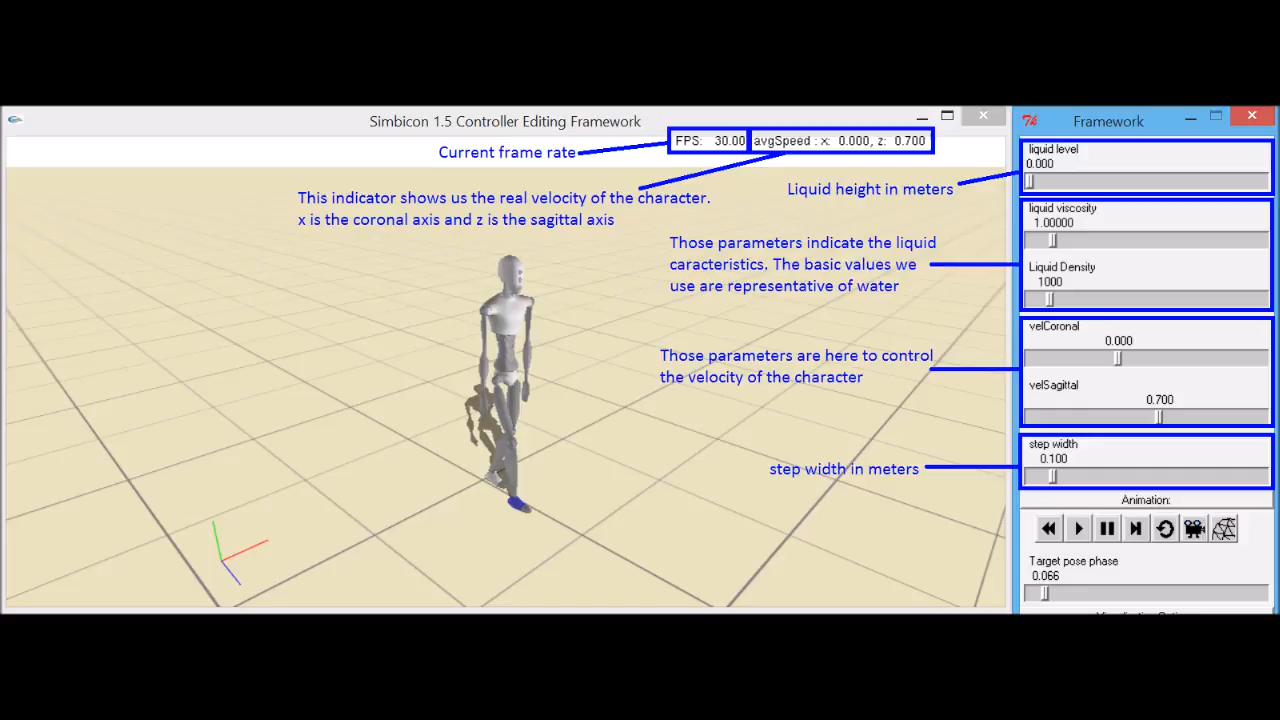 Simbicon 1.5 Controller Editing Framework
Framework
FPS: 30.00 avgSpeed : x: 0.000, z: 0.700
Current frame rate
This indicator shows us the real velocity of the character.
x is the coronal axis and z is the sagittal axis
Liquid height in meters
Those parameters indicate the liquid
caracteristics. The basic values we
use are representative of water
Those parameters are here to control
the velocity of the character
step width in meters
liquid level
0.000
liquid viscosity
1.00000
Liquid Density
1000
velCoronal
0.000
velSagittal
0.700
step width
0.100
Animation:
Target pose phase
0.066